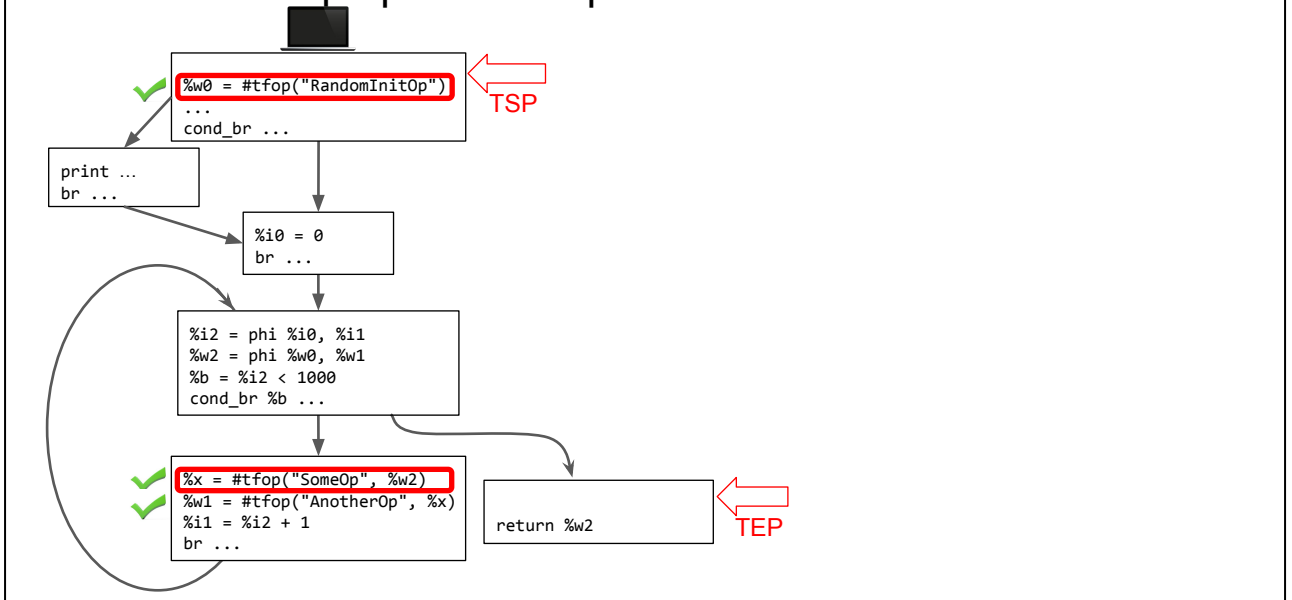 %w0 = #tfop("RandomInitOp")
...
cond_br ...
TSP
print ...
br ...
%i0 = 0
br ...
%i2 = phi %i0, %i1
%w2 = phi %w0, %w1
%b = %i2 < 1000
cond_br %b ...
%x = #tfop("SomeOp", %w2)
%w1 = #tfop("AnotherOp", %x)
%i1 = %i2 + 1
br ...
return %w2
TEP